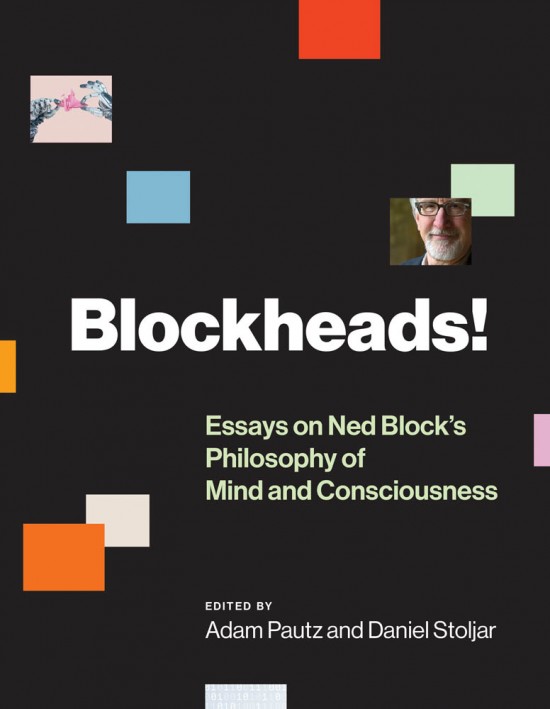 Blockheads!
Essays on Ned Block's
Philosophy of
Mind and Consciousness
EDITED BY
Adam Pautz and Daniel Stoljar